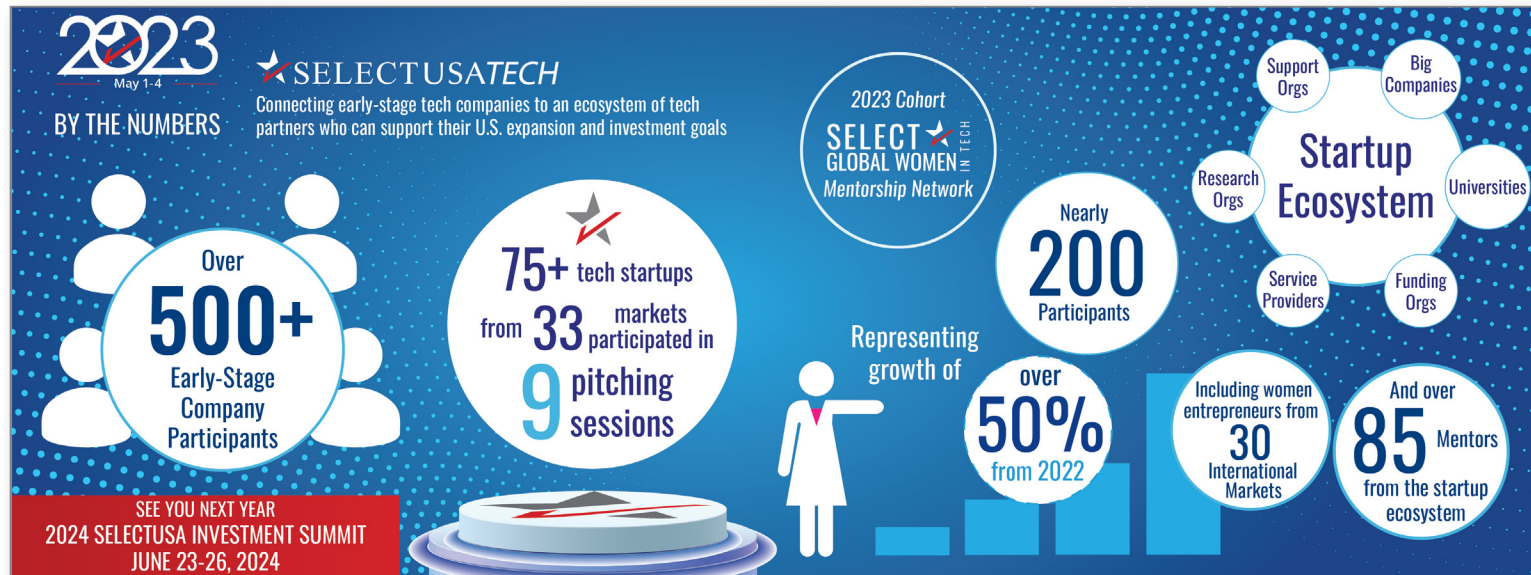 2023
May 1-4
BY THE NUMBERS
SELECTUSATECH
Connecting early-stage tech companies to an ecosystem of tech
partners who can support their U.S. expansion and investment goals
Over
500+
Early-Stage
Company
Participants
75+ tech startups
from 33 markets
participated in
9 pitching
sessions
SEE YOU NEXT YEAR
2024 SELECTUSA INVESTMENT SUMMIT
JUNE 23-26, 2024
2023 Cohort
SELECT
GLOBAL WOMEN
IN TECH
Mentorship Network
Nearly
200
Participants
Representing
growth of
over
50%
from 2022
Startup
Ecosystem
Support
Orgs
Big
Companies
Research
Orgs
Universities
Service
Providers
Funding
Orgs
Including women
entrepreneurs from
30
International
Markets
And over
85 Mentors
from the startup
ecosystem